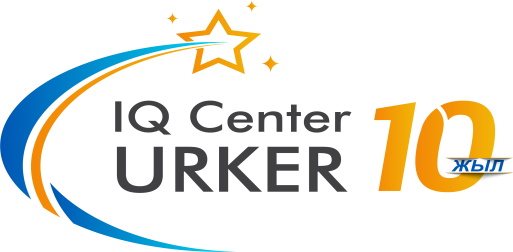 IQ Center
URKER
10
жыл